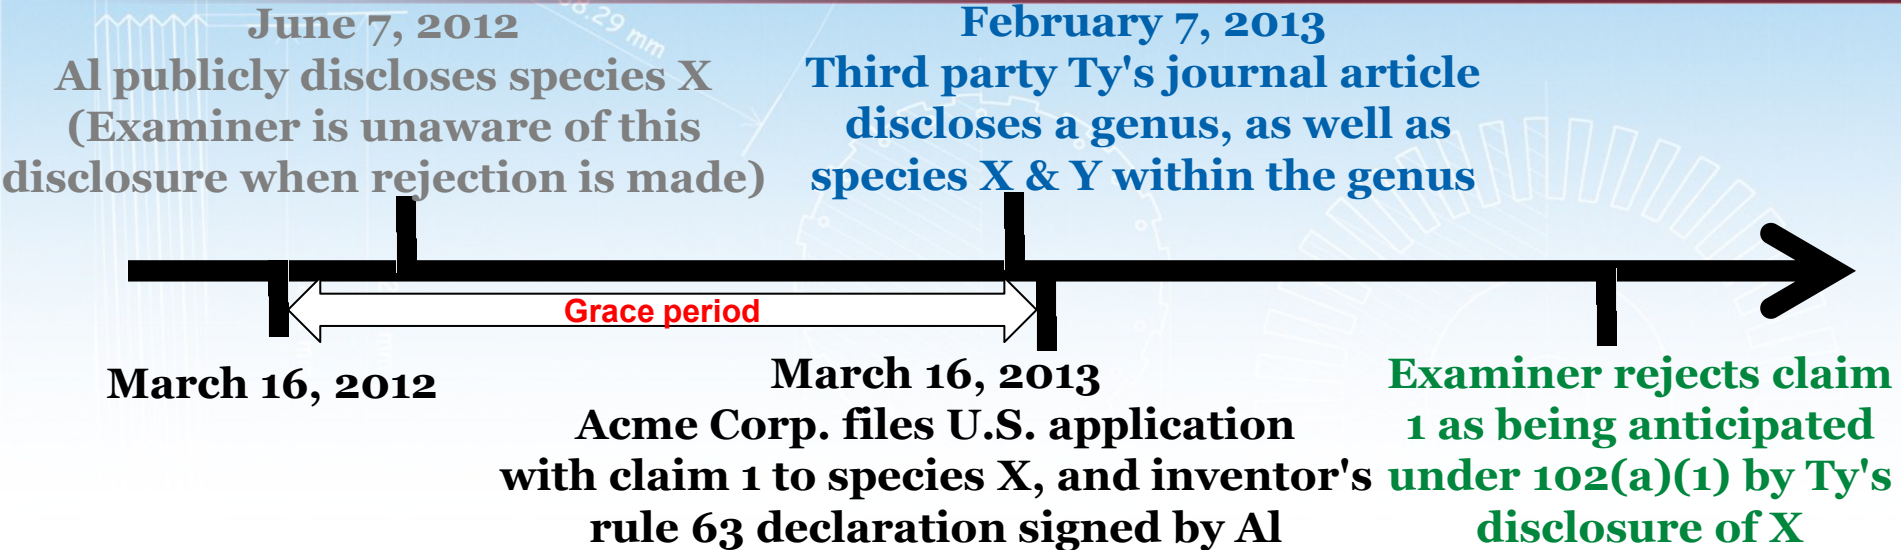 June 7, 2012
Al publicly discloses species X
(Examiner is unaware of this
disclosure when rejection is made)
February 7, 2013
Third party Ty's journal article
discloses a genus, as well as
species X & Y within the genus
Grace period
March 16, 2012
March 16, 2013
Acme Corp. files U.S. application
with claim 1 to species X, and inventor's
rule 63 declaration signed by Al
Examiner rejects claim
1 as being anticipated
under 102(a)(1) by Ty's
disclosure of X